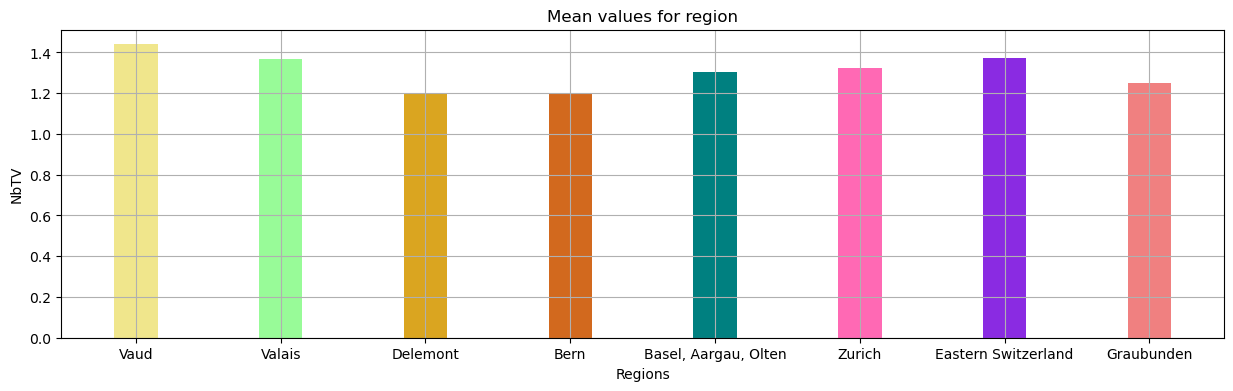 Mean values for region
NbTV
1.4
1.2
1.0
0.8
0.6
0.4
0.2
0.0
Vaud Valais Delemont Bern Basel, Aargau, Olten Zurich Eastern Switzerland Graubunden
Regions